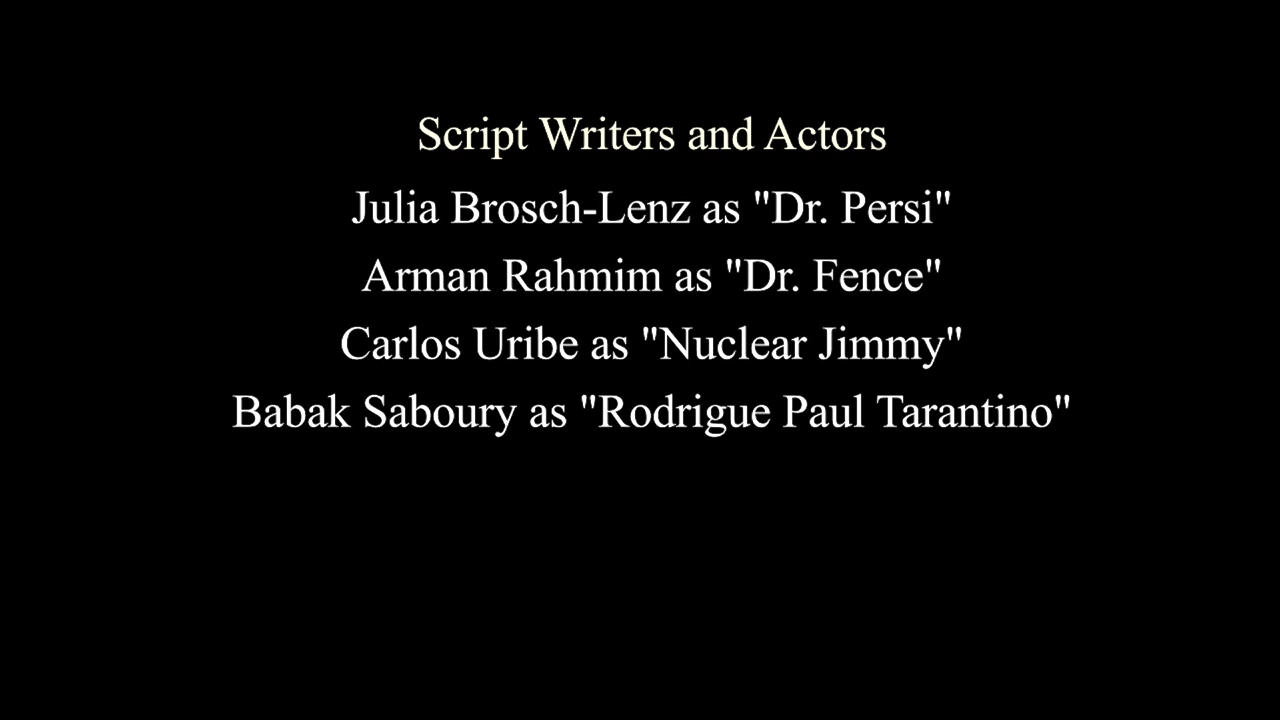 Script Writers and Actors
Julia Brosch-Lenz as "Dr. Persi"
Arman Rahmim as "Dr. Fence"
Carlos Uribe as "Nuclear Jimmy"
Babak Saboury as "Rodrigue Paul Tarantino"